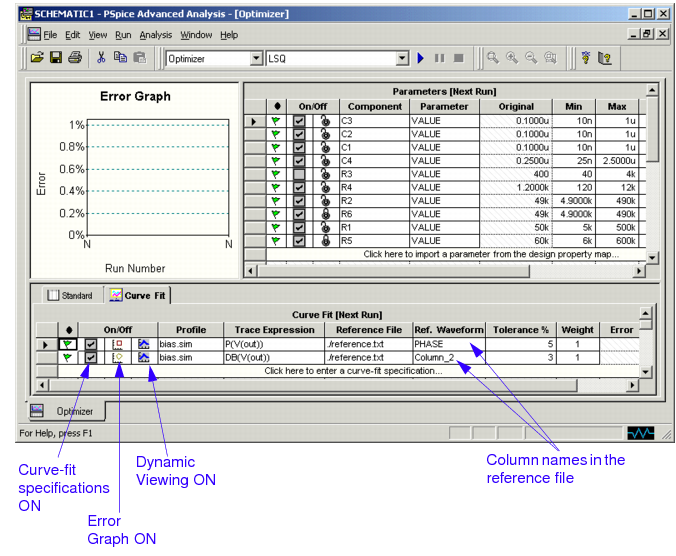 SCHEMATIC1 - PSpice Advanced Analysis - [Optimizer]
File Edit View Run Analysis Window Help
Optimizer LSQ
Error Graph
1%
0.8%
0.6%
0.4%
0.2%
Error
N N
Run Number
Parameters [Next Run]
On/Off Component Parameter Original Min Max
C3 VALUE 0.1000u 10n 1u
C2 VALUE 0.1000u 10n 1u
C1 VALUE 0.1000u 10n 1u
C4 VALUE 0.2500u 25n 2.5000u
R3 VALUE 400 40 4k
R4 VALUE 1.2000k 120 12k
R2 VALUE 49k 4.9000k 490k
R6 VALUE 49k 4.9000k 490k
R1 VALUE 50k 5k 500k
R5 VALUE 60k 6k 600k
Click here to import a parameter from the design property map...
Standard Curve Fit
Curve Fit [Next Run]
On/Off Profile Trace Expression Reference File Ref. Waveform Tolerance % Weight Error
bias.sim P(V(out)) ./reference.txt PHASE 5 1
bias.sim DB(V(out)) ./reference.txt Column_2 3 1
Click here to enter a curve-fit specification...
Optimizer
For Help, press F1
Curve-fit
specifications
ON
Error
Graph ON
Dynamic
Viewing ON
Column names in the
reference file